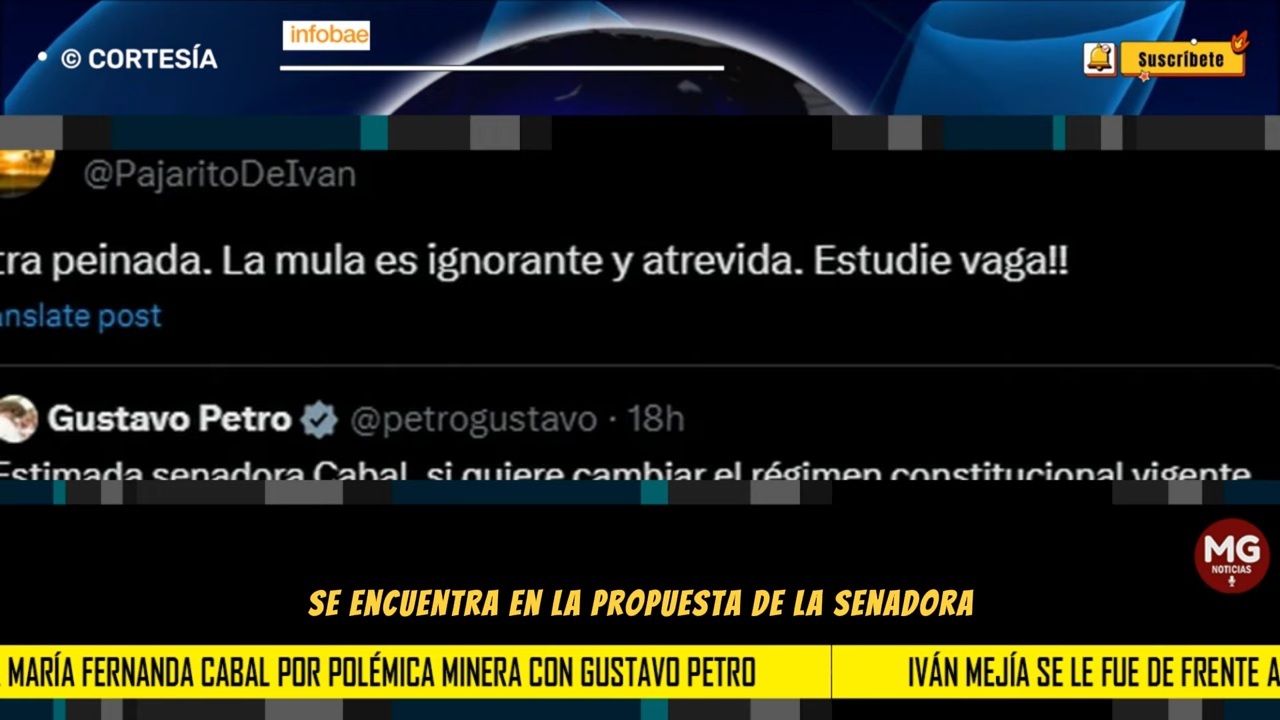 © CORTESÍA
infobae
Suscríbete
@PajaritoDeIvan
tra peinada. La mula es ignorante y atrevida. Estudie vaga!!
anslate post
Gustavo Petro @petrogustavo · 18h
Estimada senadora Cabal, si quiere cambiar el régimen constitucional vigente
MG
NOTICIAS
SE ENCUENTRA EN LA PROPUESTA DE LA SENADORA
MARÍA FERNANDA CABAL POR POLÉMICA MINERA CON GUSTAVO PETRO
IVÁN MEJÍA SE LE FUE DE FRENTE A